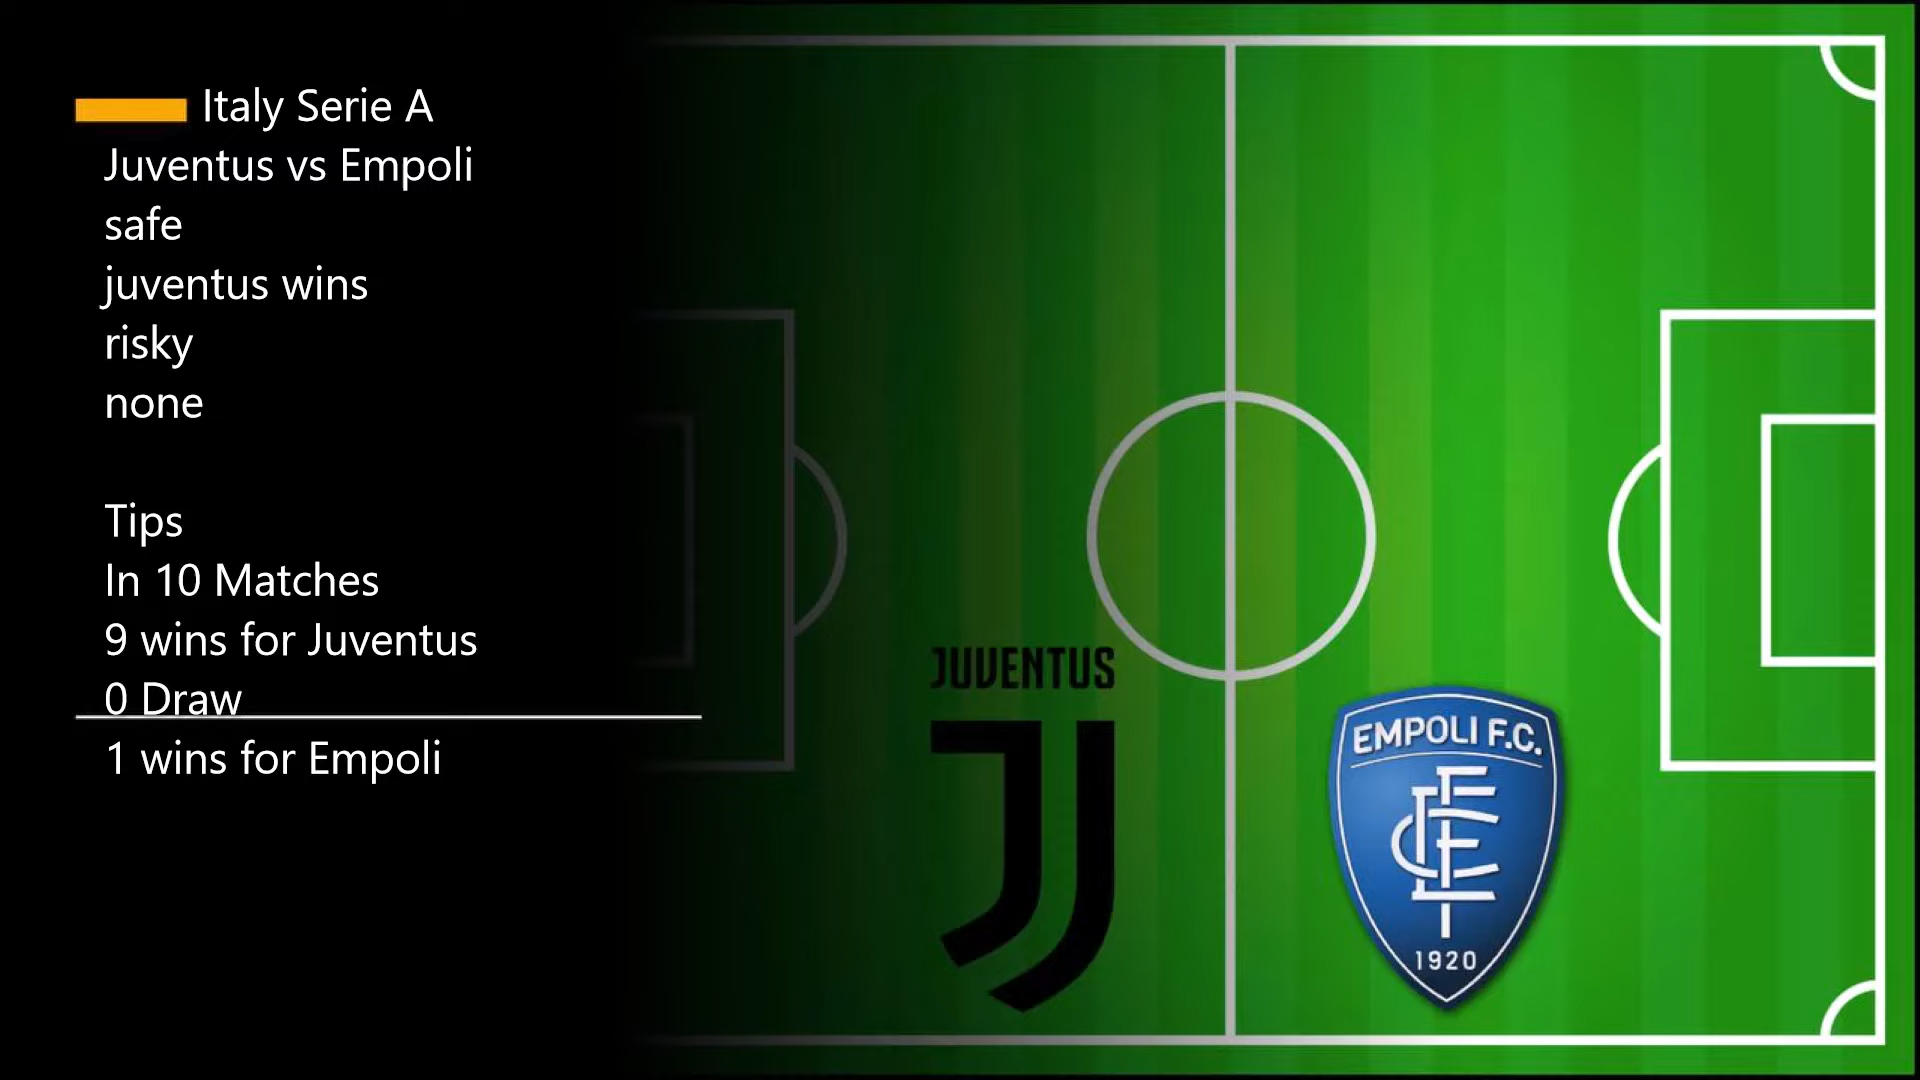 Italy Serie A
Juventus vs Empoli
safe
juventus wins
risky
none
Tips
In 10 Matches
9 wins for Juventus
0 Draw
1 wins for Empoli
JUVENTUS
EMPOLI F.C.
1920